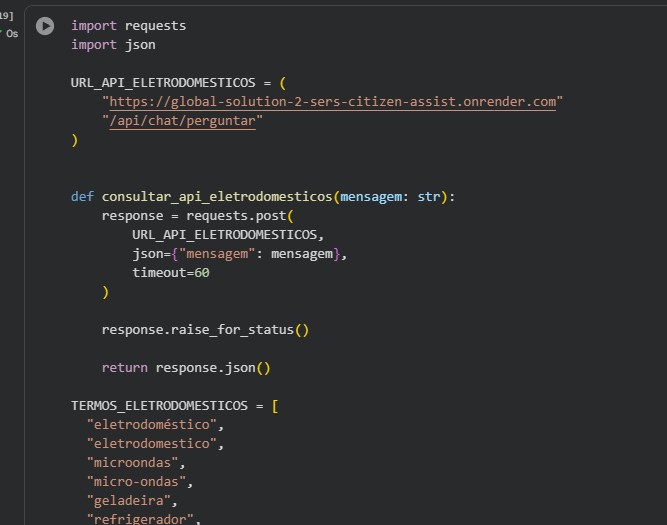 19]
0s
import requests
import json
URL_API_ELETRODOMESTICOS = (
"https://global-solution-2-sers-citizen-assist.onrender.com"
"/api/chat/perguntar"
)
def consultar_api_eletrodomesticos(mensagem: str):
response = requests.post(
URL_API_ELETRODOMESTICOS,
json={"mensagem": mensagem},
timeout=60
)
response.raise_for_status()
return response.json()
TERMOS_ELETRODOMESTICOS = [
"eletrodoméstico",
"eletrodomestico",
"microondas",
"micro-ondas",
"geladeira",
"refrigerador",